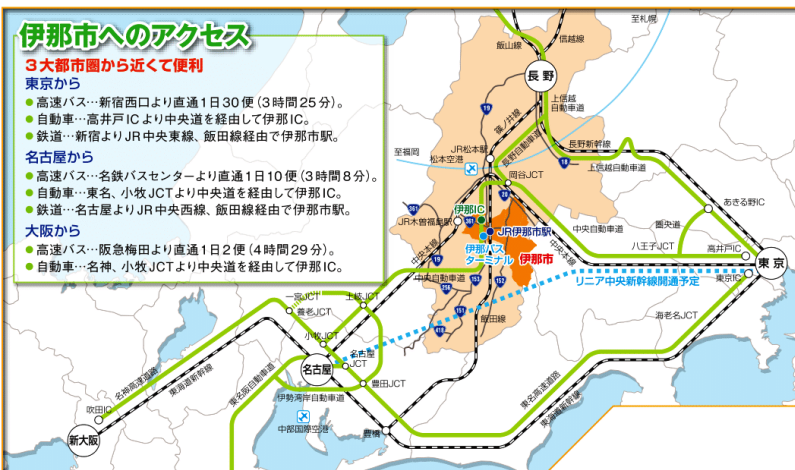 伊那市へのアクセス
3大都市圏から近くて便利
東京から
●高速バス…新宿西口より直通1日30便(3時間25分)。
●自動車…高井戸ICより中央道を経由して伊那IC。
●鉄道…新宿よりJR中央東線、飯田線経由で伊那市駅。
名古屋から
●高速バス…名鉄バスセンターより直通1日10便(3時間8分)。
●自動車…東名、小牧JCTより中央道を経由して伊那IC。
●鉄道…名古屋よりJR中央西線、飯田線経由で伊那市駅。
大阪から
●高速バス…阪急梅田より直通1日2便(4時間29分)。
●自動車…名神、小牧JCTより中央道を経由して伊那IC。
至札幌
飯山線
信越線
長野
上信越
自動車道
19
篠ノ井線
長野自動車道
JR松本駅
松本空港
至福岡
長野新幹線
18
上信越自動車道
岡谷JCT
20
361
JR木曽福島駅
伊那IC
361
JR伊那市駅
伊那バス
ターミナル
伊那市
中央本線
19
中央自動車道
256
153
152
151
418
飯田線
中央本線
中央自動車道
あきる野IC
圏央道
八王子JCT
高井戸IC
東京
東京IC
リニア中央新幹線開通予定
海老名JCT
一宮JCT
養老JCT
土岐JCT
小牧JCT
名古屋
JCT
名古屋
豊田JCT
伊勢湾岸自動車道
中部国際空港
豊橋
名神高速道路
東海道新幹線
東名阪自動車道
吹田IC
新大阪
東名高速道路
東海道新幹線